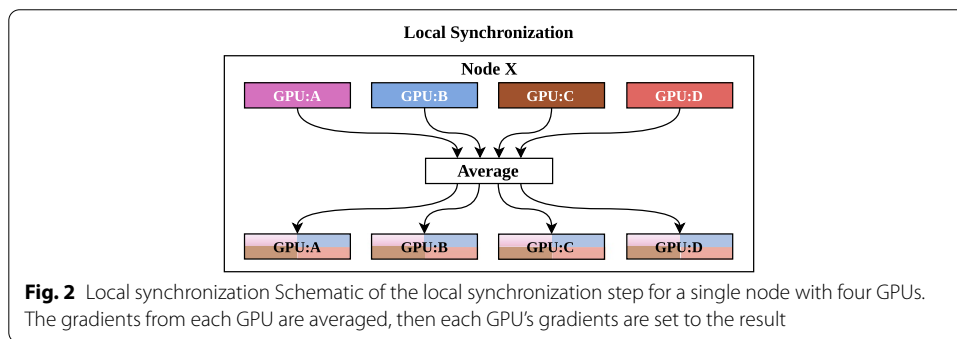 Local Synchronization
Node X
GPU:A GPU:B GPU:C GPU:D
Average
GPU:A GPU:B GPU:C GPU:D
Fig. 2 Local synchronization Schematic of the local synchronization step for a single node with four GPUs.
The gradients from each GPU are averaged, then each GPU's gradients are set to the result